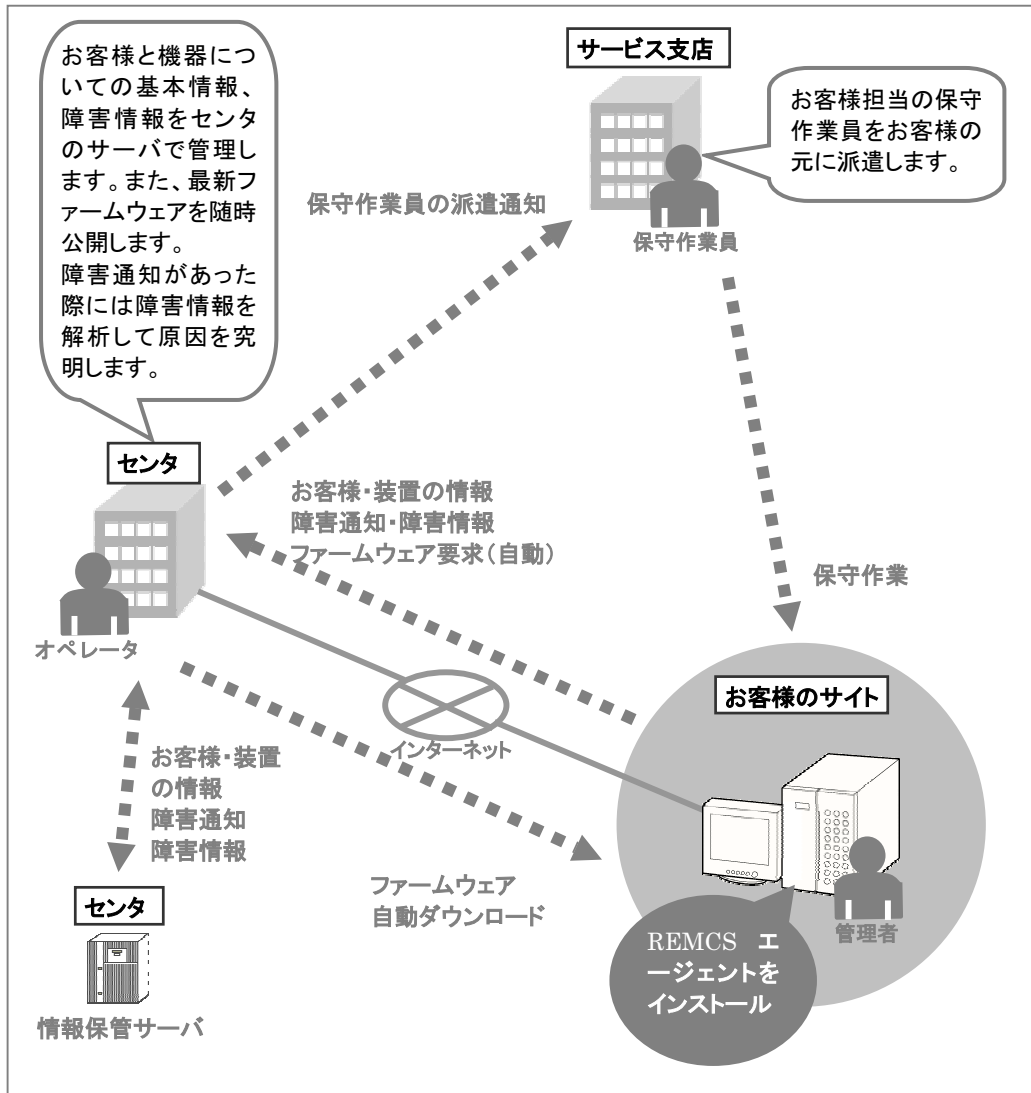 お客様と機器につ
いての基本情報、
障害情報をセンタ
のサーバで管理し
ます。また、最新フ
ァームウェアを随時
公開します。
障害通知があった
際には障害情報を
解析して原因を究
明します。
サービス支店
お客様担当の保守
作業員をお客様の
元に派遣します。
保守作業員の派遣通知
保守作業員
センタ
お客様・装置の情報
障害通知・障害情報
ファームウェア要求（自動）
保守作業
オペレータ
お客様のサイト
インターネット
お客様・装置
の情報
障害通知
障害情報
ファームウェア
自動ダウンロード
センタ
管理者
REMCS エ
ージェントを
インストール
情報保管サーバ